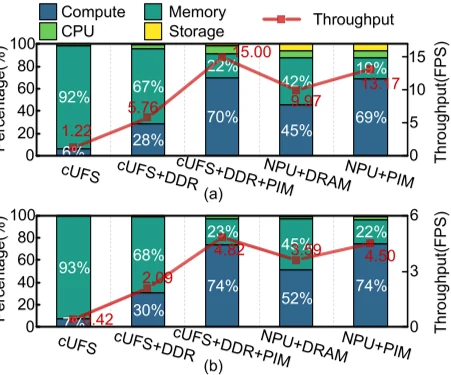 Compute Memory Throughput
CPU Storage
Percentage(%)
100
80
60
40
20
0
92%
6%
67%
28%
22%
70%
42%
45%
19%
69%
1.22
5.76
15.00
9.97
13.17
15
10
5
0
Throughput(FPS)
cUFS
cUFS+DDR
cUFS+DDR+PIM
NPU+DRAM
NPU+PIM
(a)
Percentage(%)
100
80
60
40
20
0
93%
7%
68%
30%
23%
74%
45%
52%
22%
74%
.42
2.09
4.82
3.59
4.50
6
3
0
Throughput(FPS)
cUFS
cUFS+DDR
cUFS+DDR+PIM
NPU+DRAM
NPU+PIM
(b)